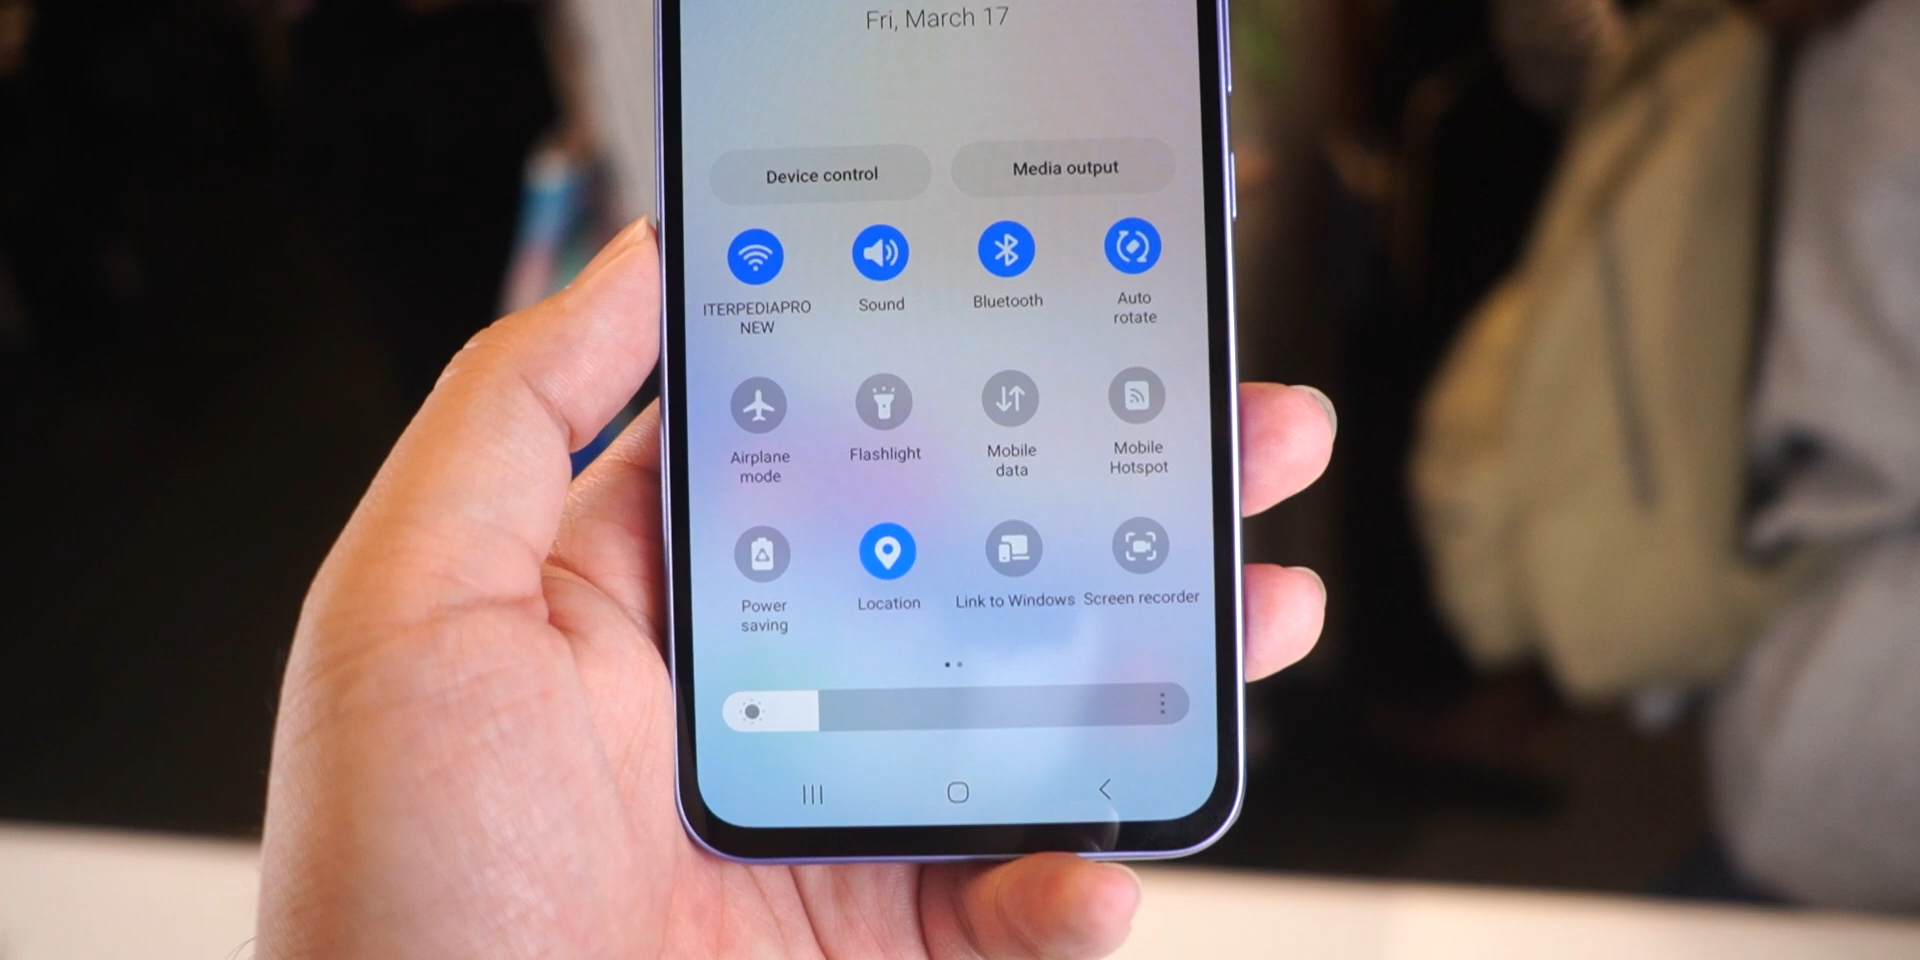 Fri, March 17
Device control
Media output
ITERPEDIAPRO
NEW
Sound
Bluetooth
Auto
rotate
Airplane
mode
Flashlight
Mobile
data
Mobile
Hotspot
Power
saving
Location
Link to Windows
Screen recorder